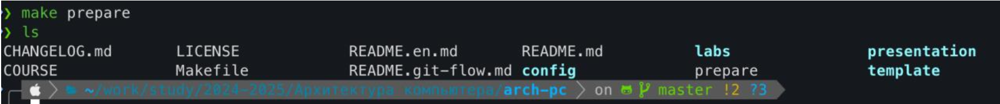 ❯ make prepare
❯ ls
CHANGELOG.md LICENSE README.en.md README.md labs presentation
COURSE Makefile README.git-flow.md config prepare template
~/work/study/2024-2025/Архитектура компьютера/arch-pc on master !2 ?3